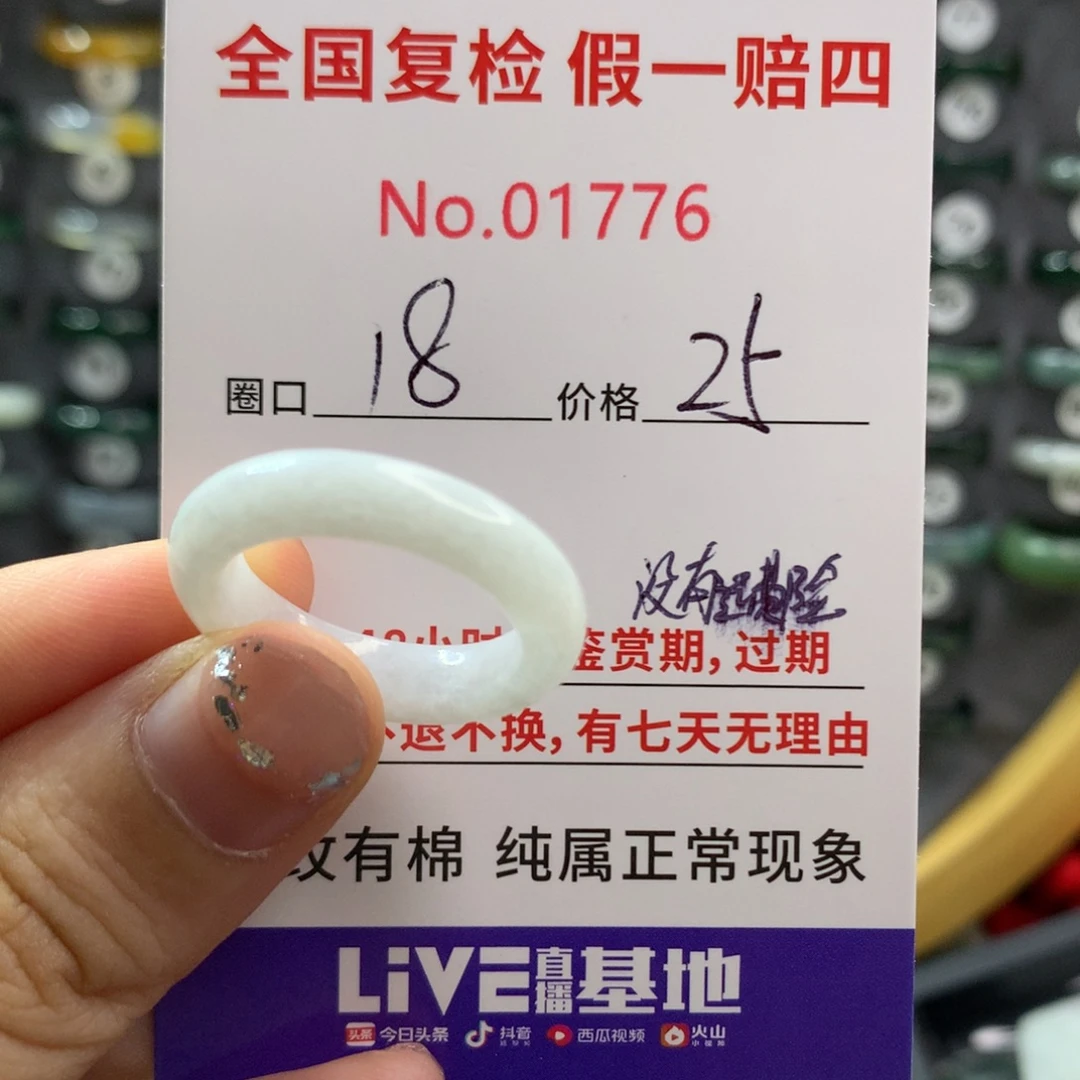 全国复检 假一赔四
No.01776
圈口 18 价格 25
没有
鉴赏期，过期
退不换，有七天无理由
纹有棉 纯属正常现象
LiVE直播基地
头条 今日头条 抖音 西瓜视频 火山